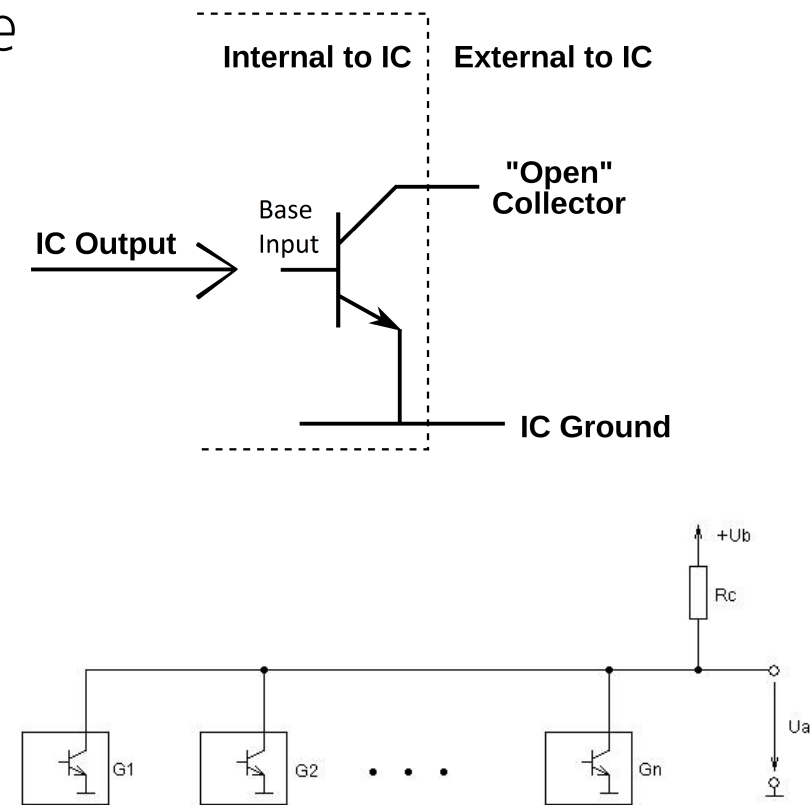 e
Internal to IC
External to IC
"Open"
Collector
Base
Input
IC Output
IC Ground
+Ub
Rc
Ua
G1
G2
Gn